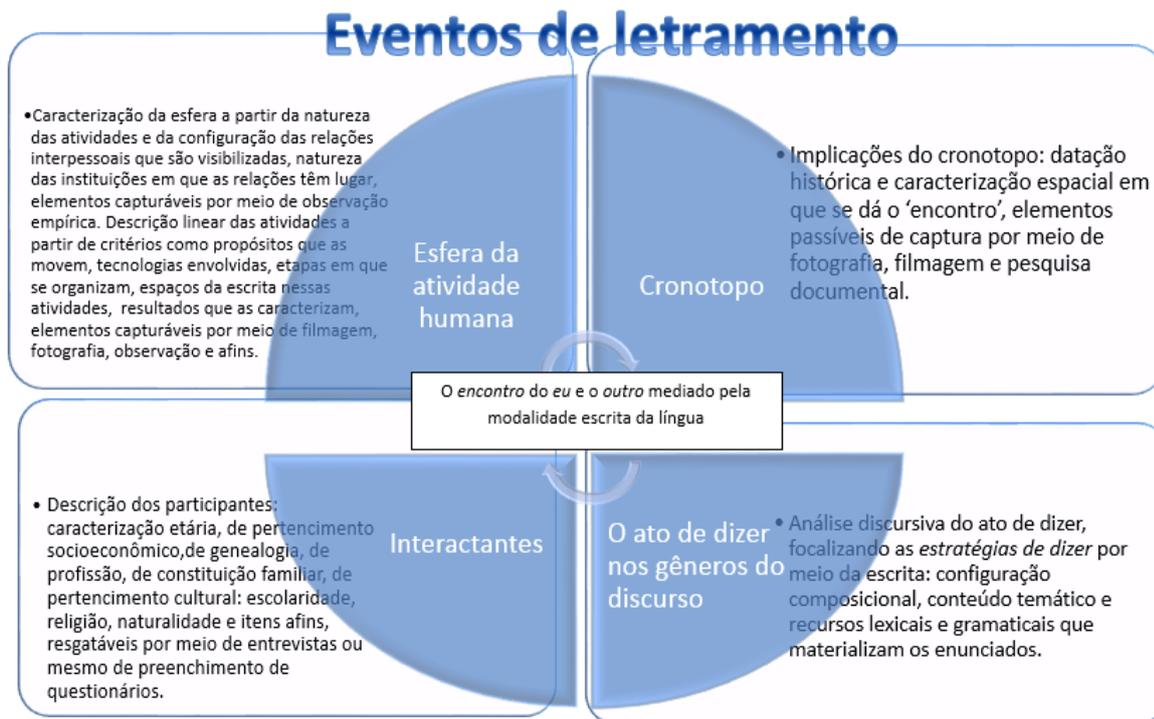 Eventos de letramento
•Caracterização da esfera a partir da natureza
das atividades e da configuração das relações
interpessoais que são visibilizadas, natureza
das instituições em que as relações têm lugar,
elementos capturáveis por meio de observação
empírica. Descrição linear das atividades a
partir de critérios como propósitos que as
movem, tecnologias envolvidas, etapas em que
se organizam, espaços da escrita nessas
atividades, resultados que as caracterizam,
elementos capturáveis por meio de filmagem,
fotografia, observação e afins.
Esfera da
atividade
humana
Cronotopo
• Implicações do cronotopo: datação
histórica e caracterização espacial em
que se dá o ‘encontro’, elementos
passíveis de captura por meio de
fotografia, filmagem e pesquisa
documental.
O encontro do eu e o outro mediado pela
modalidade escrita da língua
• Descrição dos participantes:
caracterização etária, de pertencimento
socioeconômico,de genealogia, de
profissão, de constituição familiar, de
pertencimento cultural: escolaridade,
religião, naturalidade e itens afins,
resgatáveis por meio de entrevistas ou
mesmo de preenchimento de
questionários.
Interactantes
O ato de dizer
nos gêneros do
discurso
• Análise discursiva do ato de dizer,
focalizando as estratégias de dizer por
meio da escrita: configuração
composicional, conteúdo temático e
recursos lexicais e gramaticais que
materializam os enunciados.